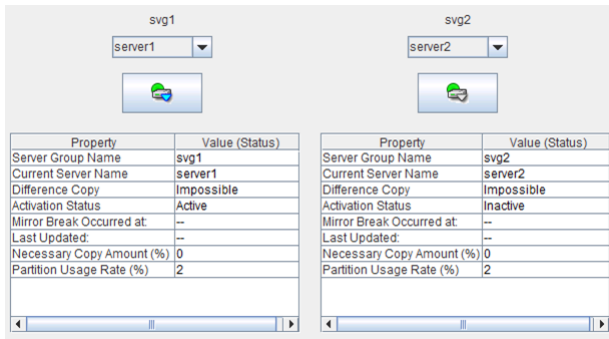 svg1
server1
Property Value (Status)
Server Group Name svg1
Current Server Name server1
Difference Copy Impossible
Activation Status Active
Mirror Break Occurred at: --
Last Updated: --
Necessary Copy Amount (%) 0
Partition Usage Rate (%) 2
svg2
server2
Property Value (Status)
Server Group Name svg2
Current Server Name server2
Difference Copy Impossible
Activation Status Inactive
Mirror Break Occurred at: --
Last Updated: --
Necessary Copy Amount (%) 0
Partition Usage Rate (%) 2